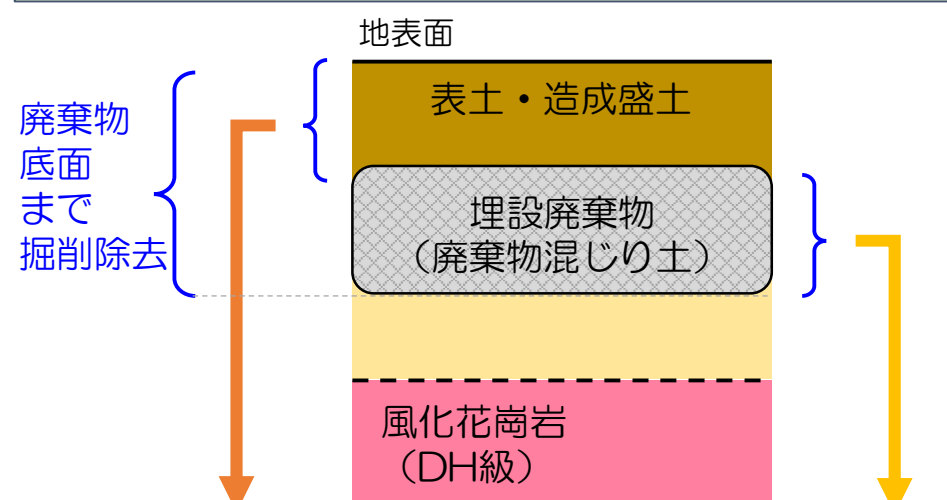 地表面
表土・造成盛土
廃棄物
底面
まで
掘削除去
埋設廃棄物
（廃棄物混じり土）
風化花崗岩
（DH級）